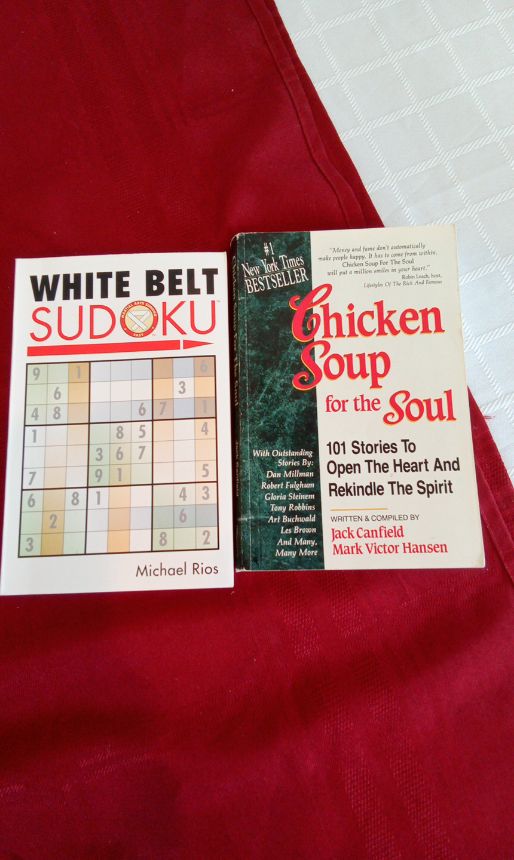 WHITE BELT
SUDOKU
9 1 6
6 3
4 8 6 7 1
1 8 5 4
3 6 7
7 9 1 5
6 8 1 4 3
2 6
3 8 2
Michael Rios
#1
New York Times
BESTSELLER
"Money and fame don't automatically
make people happy. It has to come from within.
Chicken Soup For The Soul
will put a million smiles in your heart."
Robin Leach, host,
Lifestyles Of The Rich And Famous
Chicken
Soup
for the Soul
101 Stories To
Open The Heart And
Rekindle The Spirit
With Outstanding
Stories By:
Dan Millman
Robert Fulghum
Gloria Steinem
Tony Robbins
Art Buchwald
Les Brown
And Many,
Many More
WRITTEN & COMPILED BY
Jack Canfield
Mark Victor Hansen